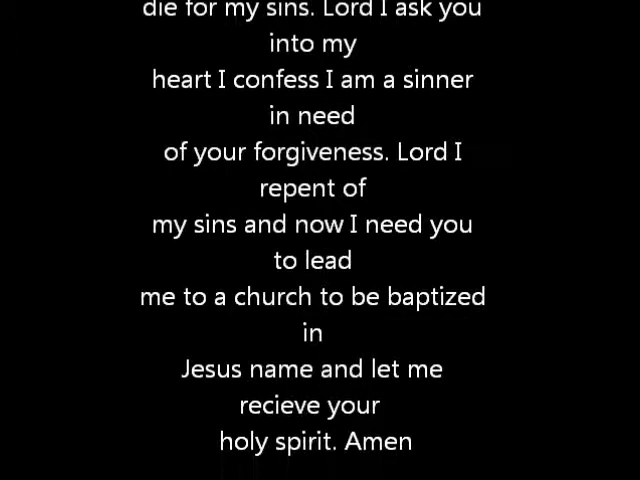 die for my sins. Lord I ask you
into my
heart I confess I am a sinner
in need
of your forgiveness. Lord I
repent of
my sins and now I need you
to lead
me to a church to be baptized
in
Jesus name and let me
recieve your
holy spirit. Amen